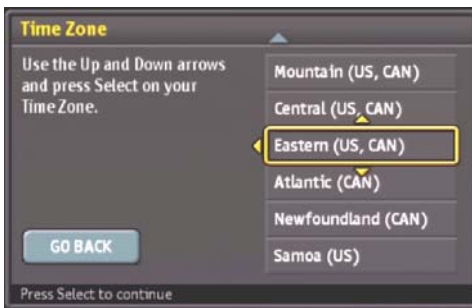 Time Zone
Use the Up and Down arrows
and press Select on your
Time Zone.
Mountain (US, CAN)
Central (US, CAN)
Eastern (US, CAN)
Atlantic (CAN)
Newfoundland (CAN)
Samoa (US)
GO BACK
Press Select to continue